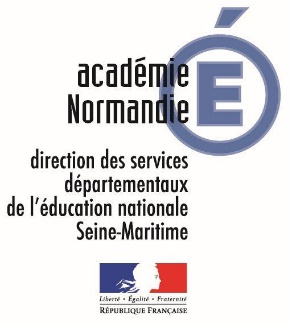 académie
Normandie
É
direction des services
départementaux
de l'éducation nationale
Seine-Maritime
Liberté • Égalité • Fraternité
RÉPUBLIQUE FRANÇAISE